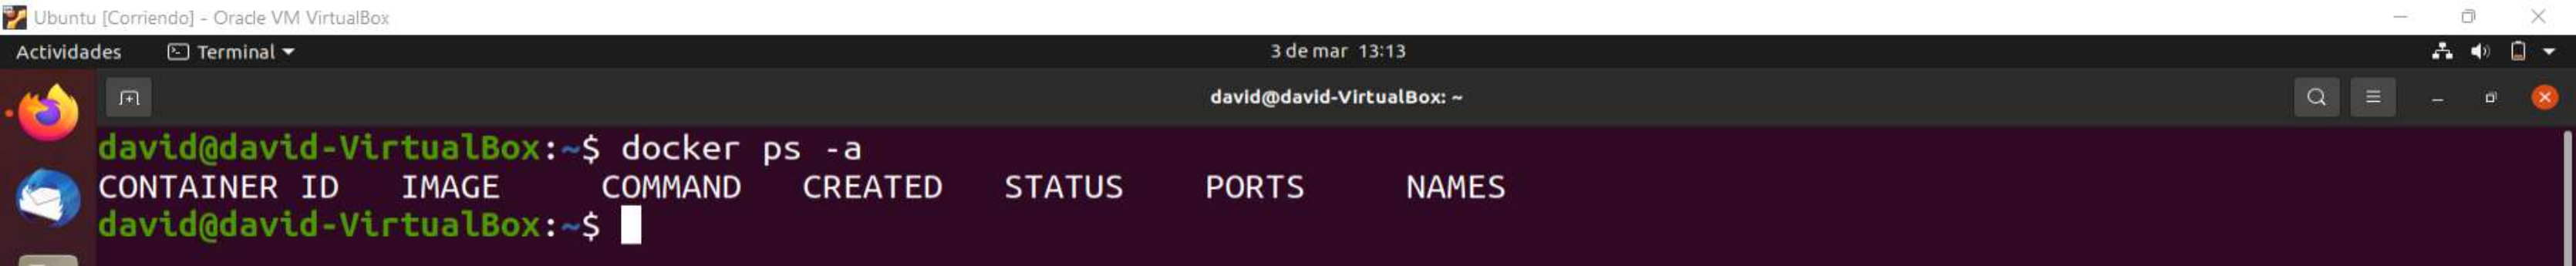 Ubuntu [Corriendo] - Oracle VM VirtualBox
Actividades Terminal 3 de mar 13:13
david@david-VirtualBox: ~
david@david-VirtualBox:~$ docker ps -a
CONTAINER ID IMAGE COMMAND CREATED STATUS PORTS NAMES
david@david-VirtualBox:~$